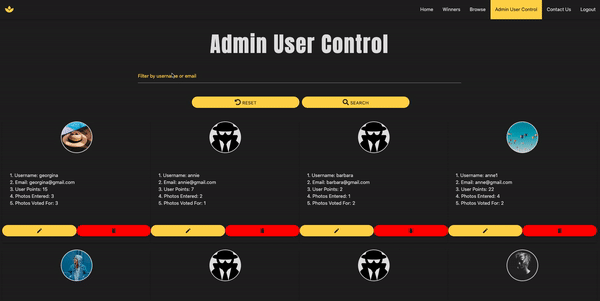 Home Winners Browse Admin User Control Contact Us Logout
Admin User Control
Filter by username or email
RESET SEARCH
1. Username: georgina
2. Email: georgina@gmail.com
3. User Points: 15
4. Photos Entered: 3
5. Photos Voted For: 3
1. Username: annie
2. Email: annie@gmail.com
3. User Points: 7
4. Photos Entered: 2
5. Photos Voted For: 1
1. Username: barbara
2. Email: barbara@gmail.com
3. User Points: 2
4. Photos Entered: 1
5. Photos Voted For: 2
1. Username: anne1
2. Email: anne@gmail.com
3. User Points: 22
4. Photos Entered: 4
5. Photos Voted For: 2